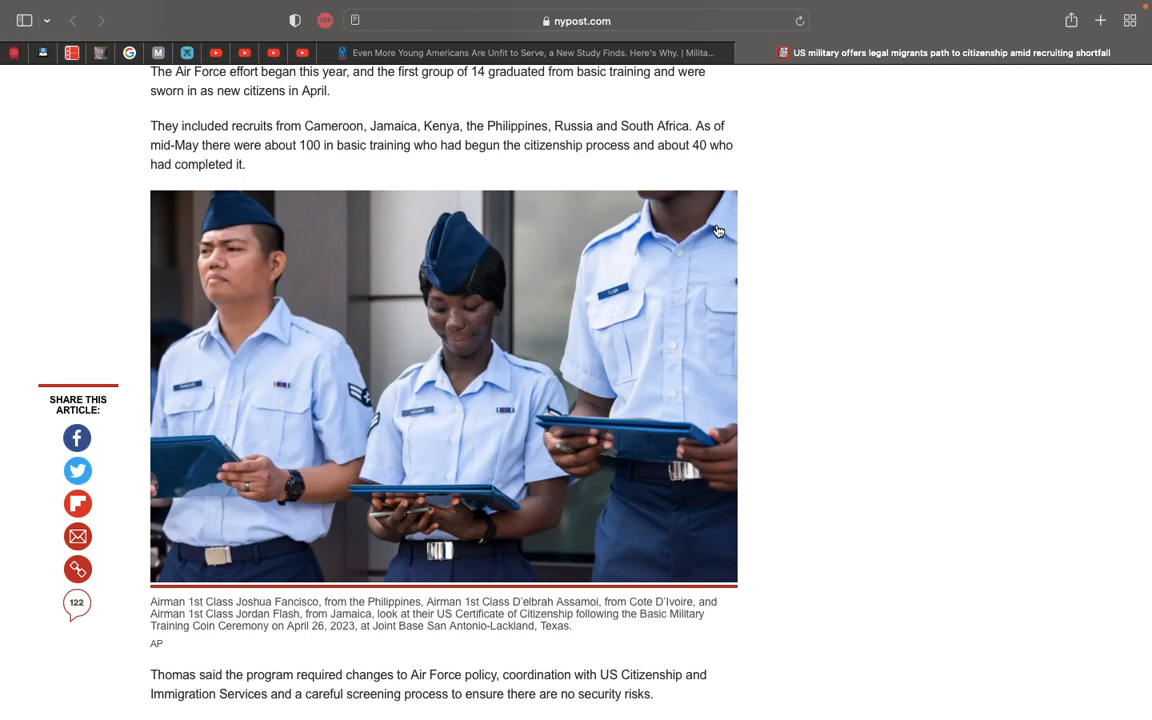 ABP
nypost.com
M
G
Even More Young Americans Are Unfit to Serve, a New Study Finds. Here's Why. | Milita...
US military offers legal migrants path to citizenship amid recruiting shortfall
The Air Force effort began this year, and the first group of 14 graduated from basic training and were
sworn in as new citizens in April.
They included recruits from Cameroon, Jamaica, Kenya, the Philippines, Russia and South Africa. As of
mid-May there were about 100 in basic training who had begun the citizenship process and about 40 who
had completed it.
FLASH
SHARE THIS
ARTICLE:
122
Airman 1st Class Joshua Fancisco, from the Philippines, Airman 1st Class D'elbrah Assamoi, from Cote D'Ivoire, and
Airman 1st Class Jordan Flash, from Jamaica, look at their US Certificate of Citizenship following the Basic Military
Training Coin Ceremony on April 26, 2023, at Joint Base San Antonio-Lackland, Texas.
AP
Thomas said the program required changes to Air Force policy, coordination with US Citizenship and
Immigration Services and a careful screening process to ensure there are no security risks.